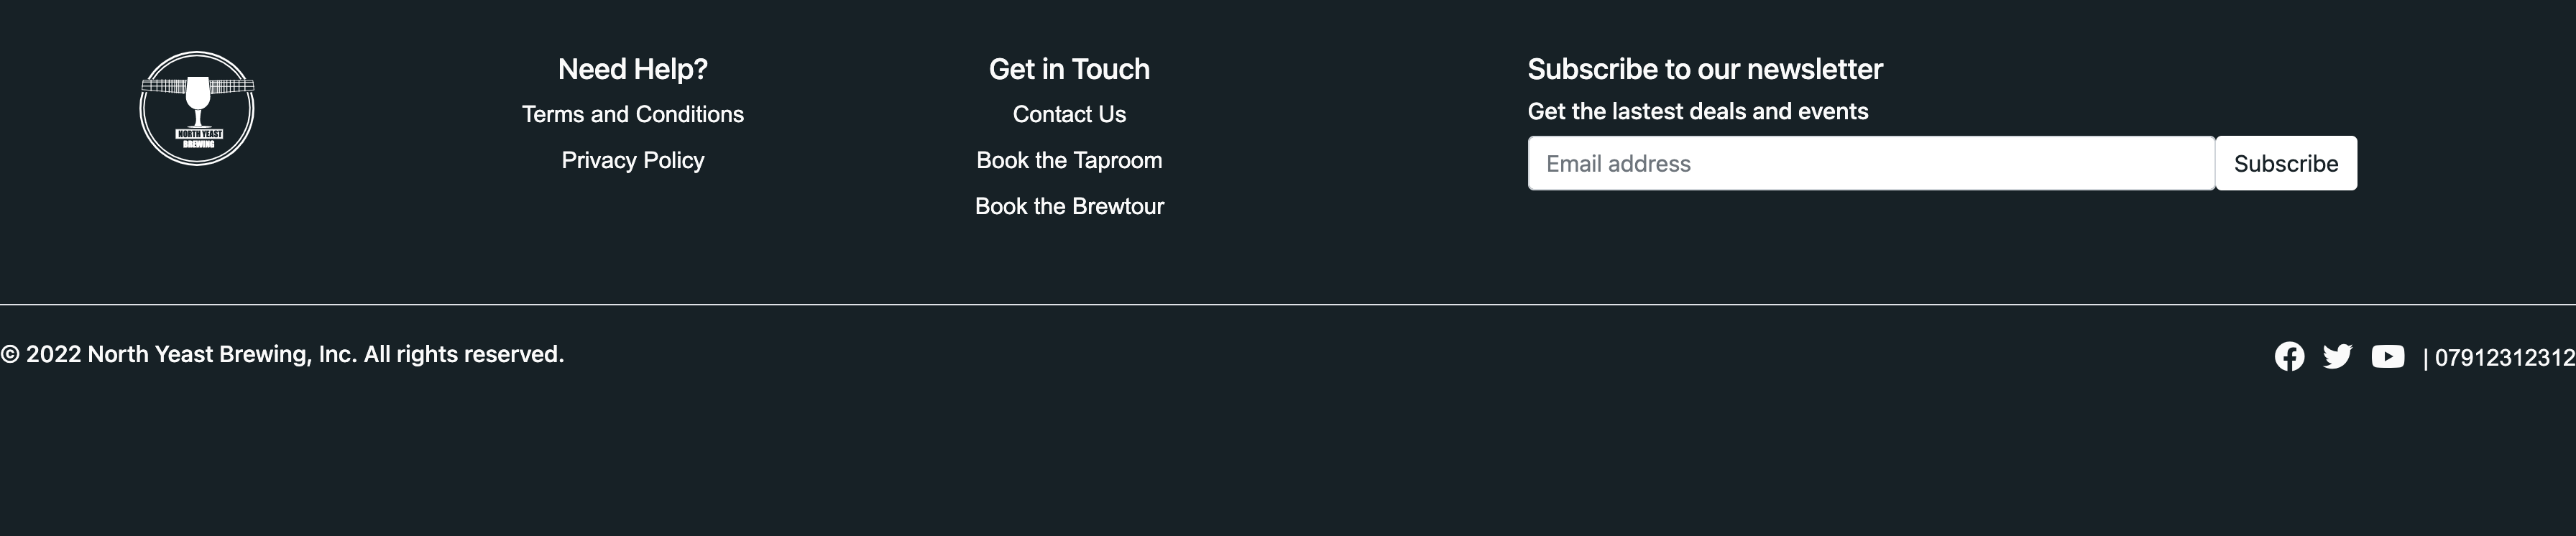 NORTH YEAST
BREWING
Need Help?
Terms and Conditions
Privacy Policy
Get in Touch
Contact Us
Book the Taproom
Book the Brewtour
Subscribe to our newsletter
Get the lastest deals and events
Email address
Subscribe
© 2022 North Yeast Brewing, Inc. All rights reserved.
| 07912312312